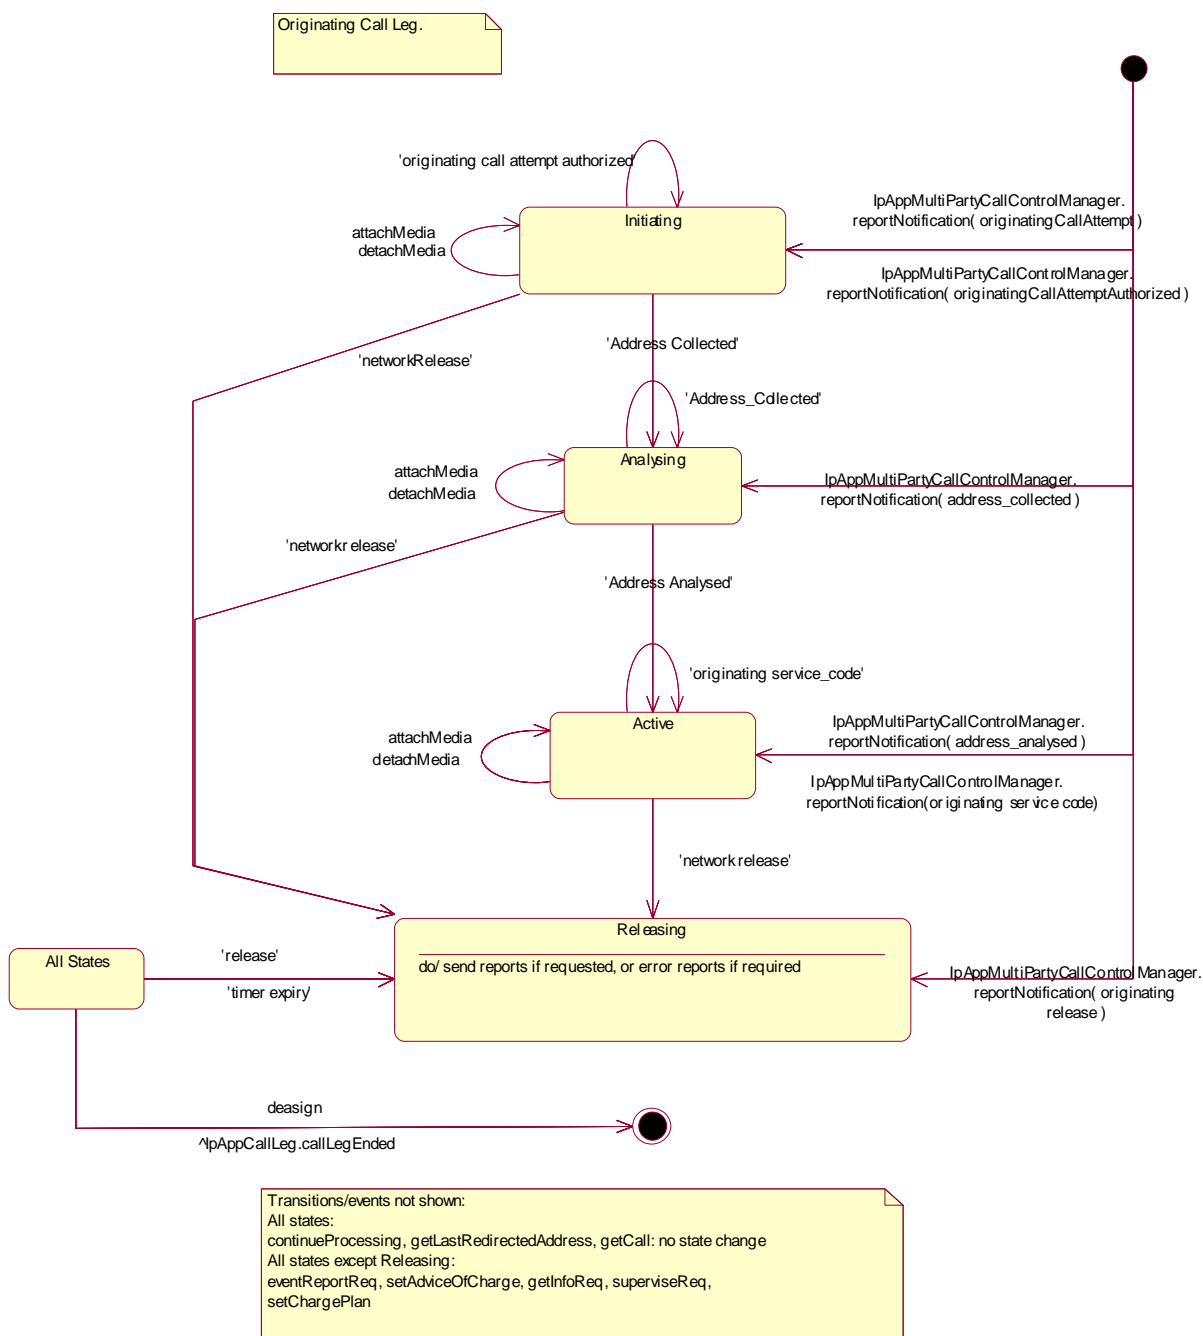 Originating Call Leg.
'originating call attempt authorized'
IpAppMultiPartyCallControlManager.
reportNotification( originatingCallAttempt )
Initiating
attachMedia
detachMedia
IpAppMultiPartyCallControlManager.
reportNotification( originatingCallAttemptAuthorized )
'Address Collected'
'networkRelease'
'Address_Collected'
Analysing
attachMedia
detachMedia
IpAppMultiPartyCallControlManager.
reportNotification( address_collected )
'networkrelease'
'Address Analysed'
'originating service_code'
Active
attachMedia
detachMedia
IpAppMultiPartyCallControlManager.
reportNotification( address_analysed )
IpAppMultiPartyCallControlManager.
reportNotification(originating service code)
'network release'
Releasing
do/ send reports if requested, or error reports if required
All States
'release'
'timer expiry'
IpAppMultiPartyCallControlManager.
reportNotification( originating
release )
deasign
^IpAppCallLeg.callLegEnded
Transitions/events not shown:
All states:
continueProcessing, getLastRedirectedAddress, getCall: no state change
All states except Releasing:
eventReportReq, setAdviceOfCharge, getInfoReq, superviseReq,
setChargePlan